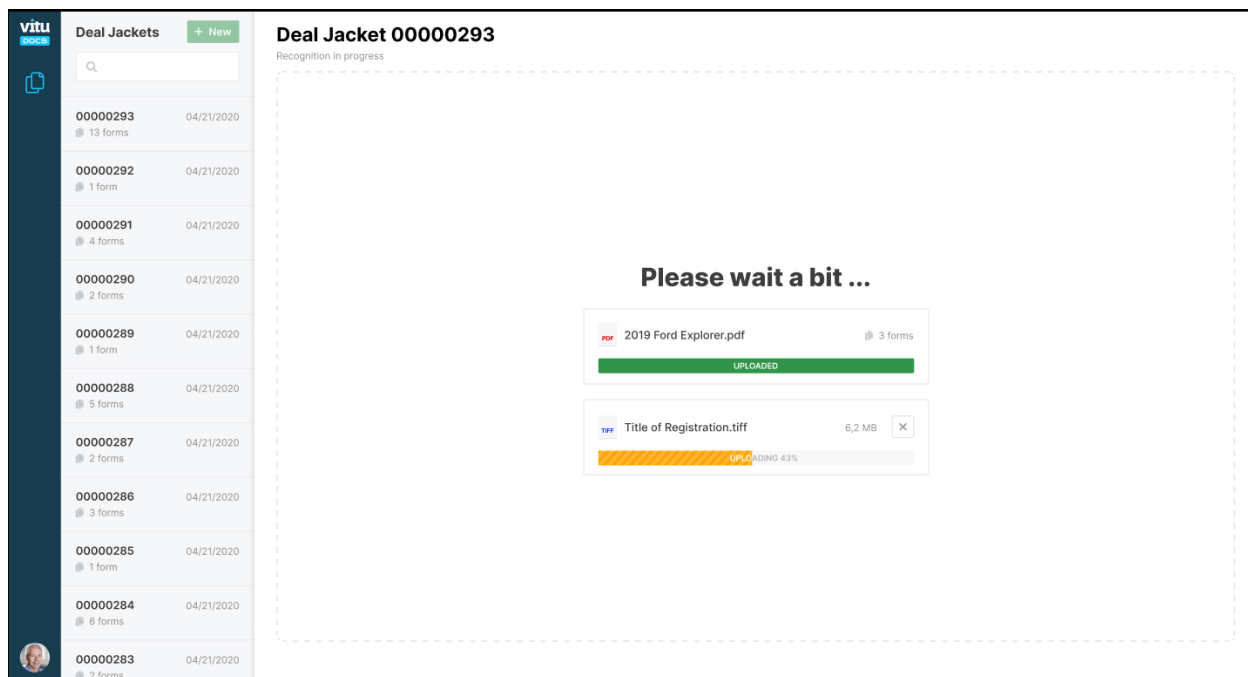 vitu
DOCS
Deal Jackets
+ New
00000293 04/21/2020
13 forms
00000292 04/21/2020
1 form
00000291 04/21/2020
4 forms
00000290 04/21/2020
2 forms
00000289 04/21/2020
1 form
00000288 04/21/2020
5 forms
00000287 04/21/2020
2 forms
00000286 04/21/2020
3 forms
00000285 04/21/2020
1 form
00000284 04/21/2020
6 forms
00000283 04/21/2020
2 forms
Deal Jacket 00000293
Recognition in progress
Please wait a bit ...
PDF 2019 Ford Explorer.pdf 3 forms
UPLOADED
TIFF Title of Registration.tiff 6,2 MB
UPLOADING 43%